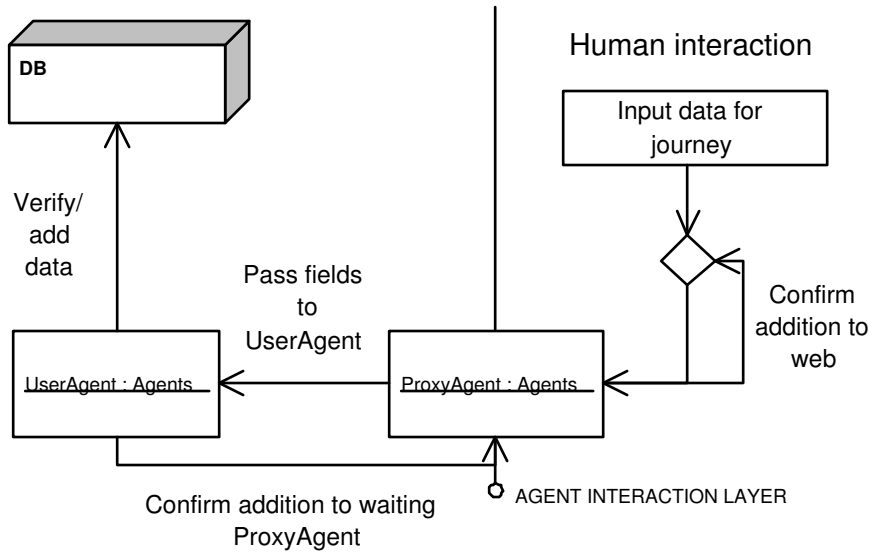 DB
Human interaction
Input data for
journey
Verify/
add
data
Pass fields
to
UserAgent
Confirm
addition to
web
UserAgent : Agents
ProxyAgent : Agents
Confirm addition to waiting
ProxyAgent
AGENT INTERACTION LAYER